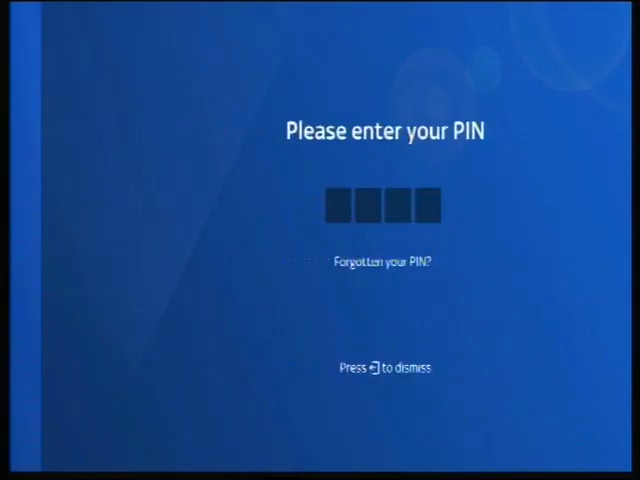 Please enter your PIN
Forgotten your PIN?
Press to dismiss